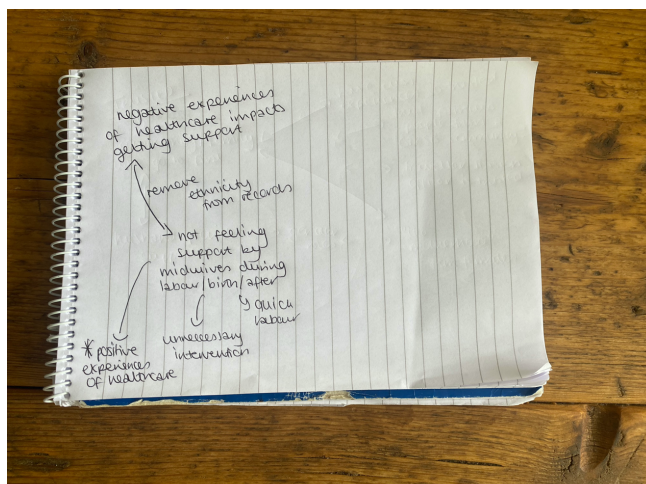 negative experiences
of healthcare impacts
getting support
remove
ethnicity
from records
not feeling
support by
midwives during
labour/birth/after
quick
labour
unnecessary
intervention
*positive
experiences
of healthcare